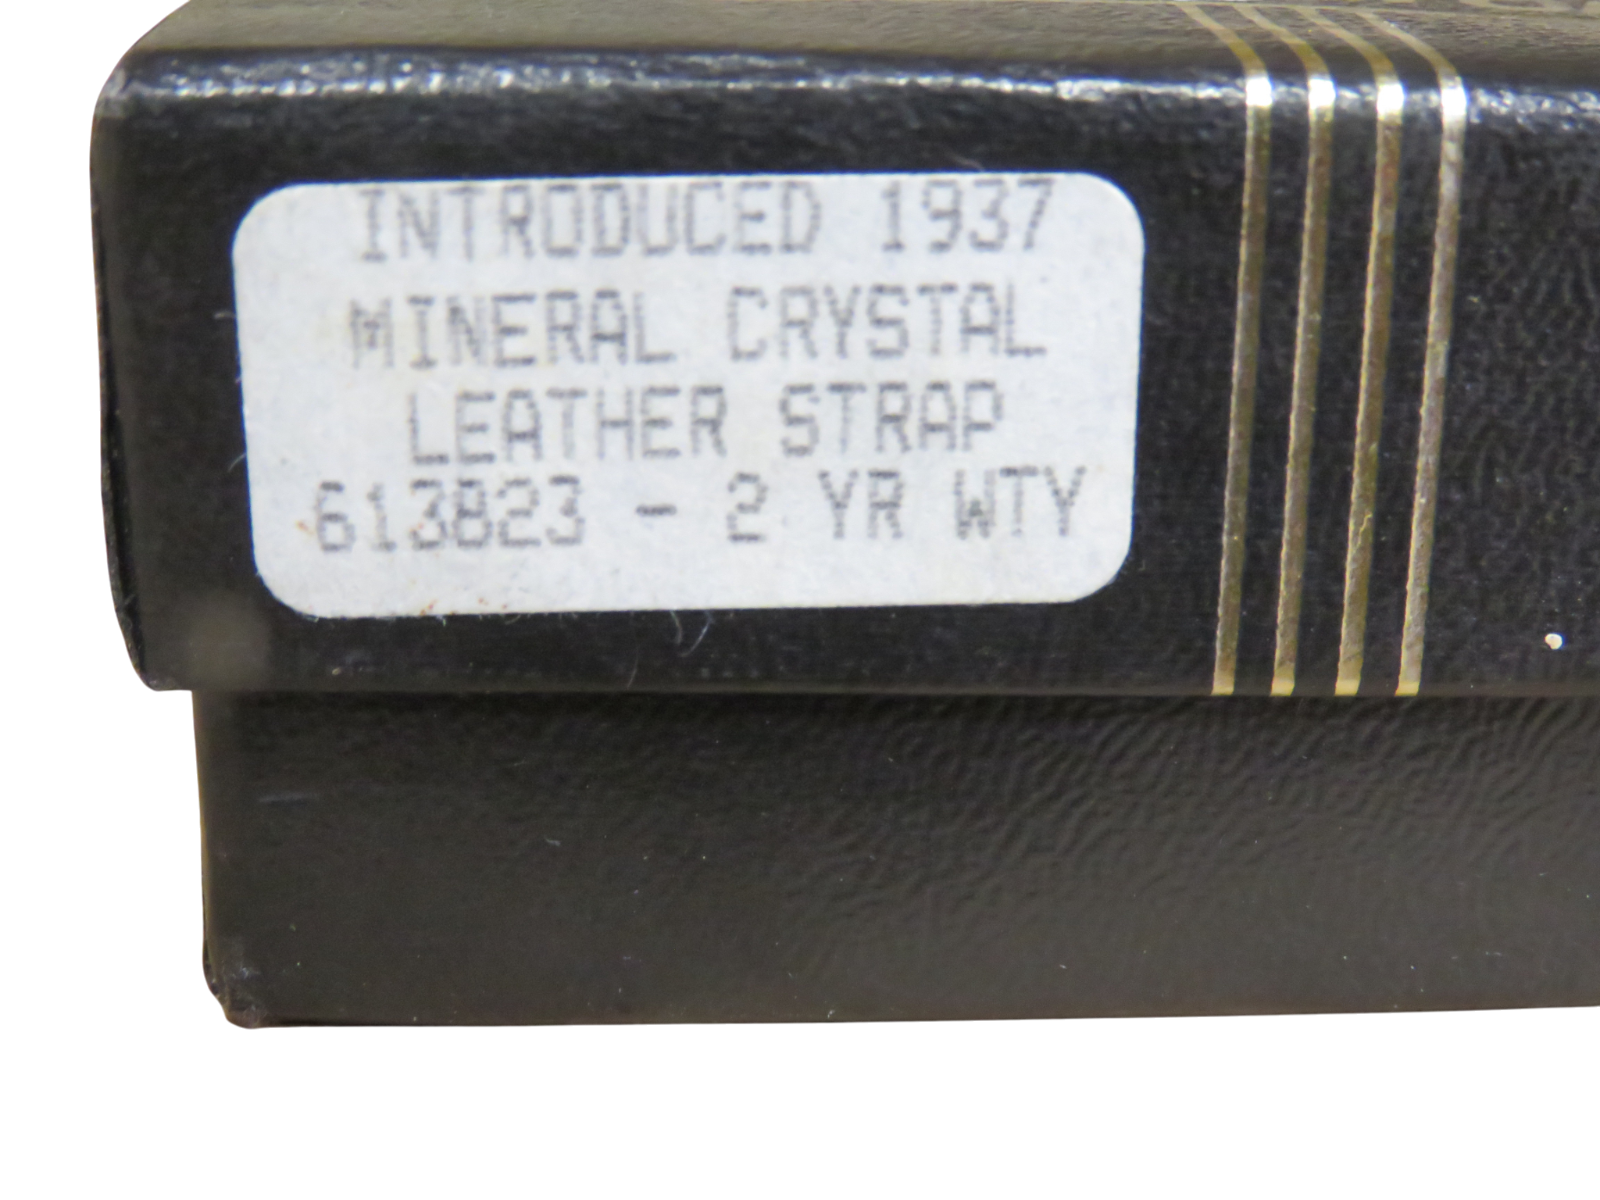 INTRODUCED 1937
MINERAL CRYSTAL
LEATHER STRAP
613823 - 2 YR WTY